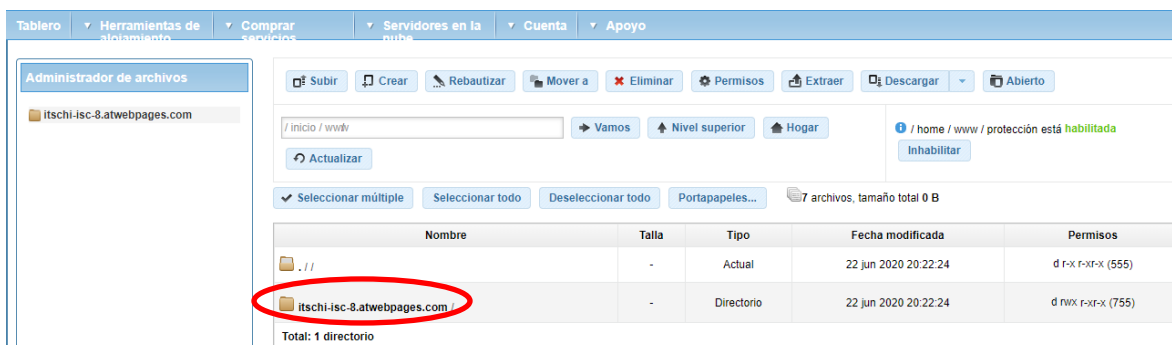 Tablero ▼ Herramientas de alojamiento ▼ Comprar servicios ▼ Servidores en la nube ▼ Cuenta ▼ Apoyo
Administrador de archivos
itschi-isc-8.atwebpages.com
Subir Crear Rebautizar Mover a Eliminar Permisos Extraer Descargar Abierto
/ inicio / www Vamos Nivel superior Hogar
/ home / www / protección está habilitada
Inhabilitar
Actualizar
Seleccionar múltiple Seleccionar todo Deseleccionar todo Portapapeles... 7 archivos, tamaño total 0 B
Nombre Talla Tipo Fecha modificada Permisos
. / / - Actual 22 jun 2020 20:22:24 d r-x r-xr-x (555)
itschi-isc-8.atwebpages.com / - Directorio 22 jun 2020 20:22:24 d rwx r-xr-x (755)
Total: 1 directorio